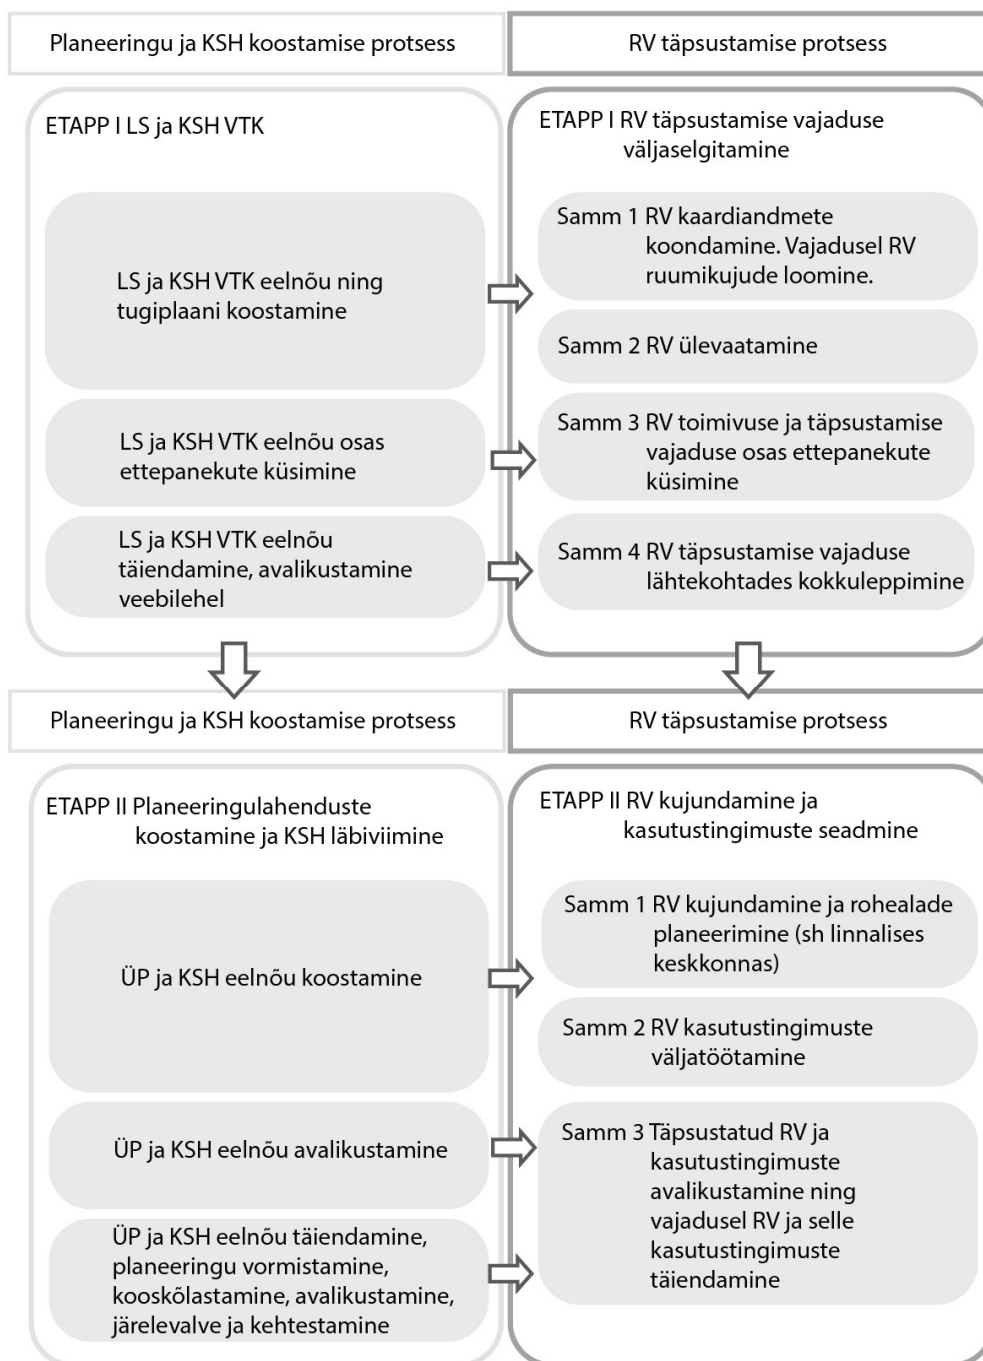 Planeeringu ja KSH koostamise protsess
RV täpsustamise protsess
ETAPP I LS ja KSH VTK
LS ja KSH VTK eelnõu ning
tugiplaani koostamine
LS ja KSH VTK eelnõu osas
ettepanekute küsimine
LS ja KSH VTK eelnõu
täiendamine, avalikustamine
veebilehel
ETAPP I RV täpsustamise vajaduse
väljaselgitamine
Samm 1 RV kaardiandmete
koondamine. Vajadusel RV
ruumikujude loomine.
Samm 2 RV ülevaatamine
Samm 3 RV toimivuse ja täpsustamise
vajaduse osas ettepanekute
küsimine
Samm 4 RV täpsustamise vajaduse
lähtekohtades kokkuleppimine
Planeeringu ja KSH koostamise protsess
RV täpsustamise protsess
ETAPP II Planeeringulahenduste
koostamine ja KSH läbiviimine
ÜP ja KSH eelnõu koostamine
ÜP ja KSH eelnõu avalikustamine
ÜP ja KSH eelnõu täiendamine,
planeeringu vormistamine,
kooskõlastamine, avalikustamine,
järelevalve ja kehtestamine
ETAPP II RV kujundamine ja
kasutustingimuste seadmine
Samm 1 RV kujundamine ja rohealade
planeerimine (sh linnalises
keskkonnas)
Samm 2 RV kasutustingimuste
väljatöötamine
Samm 3 Täpsustatud RV ja
kasutustingimuste
avalikustamine ning
vajadusel RV ja selle
kasutustingimuste
täiendamine